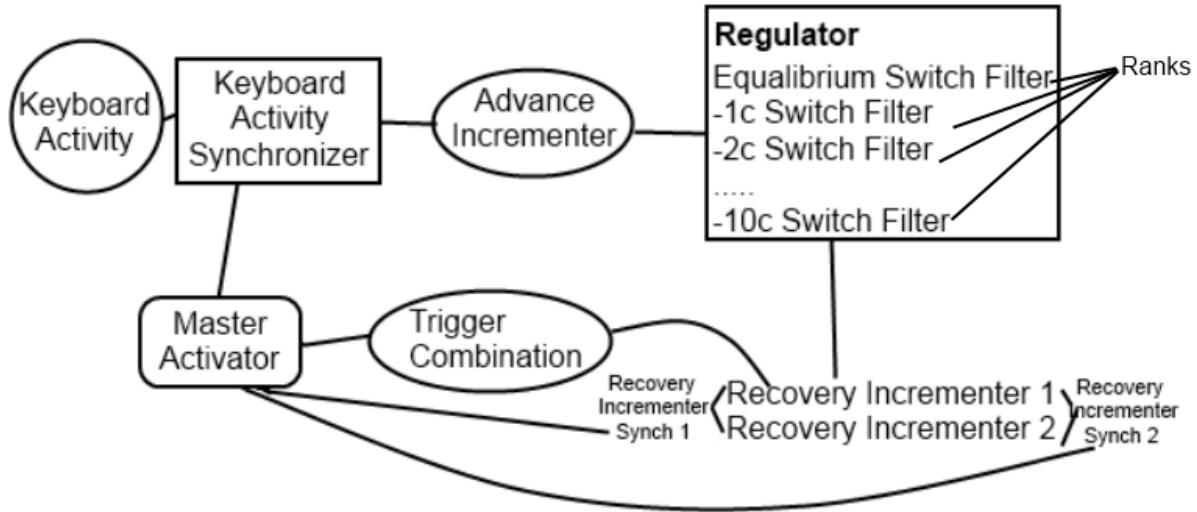 Keyboard
Activity
Keyboard
Activity
Synchronizer
Advance
Incrementer
Regulator
Equalibrium Switch Filter
-1c Switch Filter
-2c Switch Filter
.....
-10c Switch Filter
Ranks
Master
Activator
Trigger
Combination
Recovery
Incrementer
Synch 1
Recovery Incrementer 1
Recovery Incrementer 2
Recovery
Incrementer
Synch 2